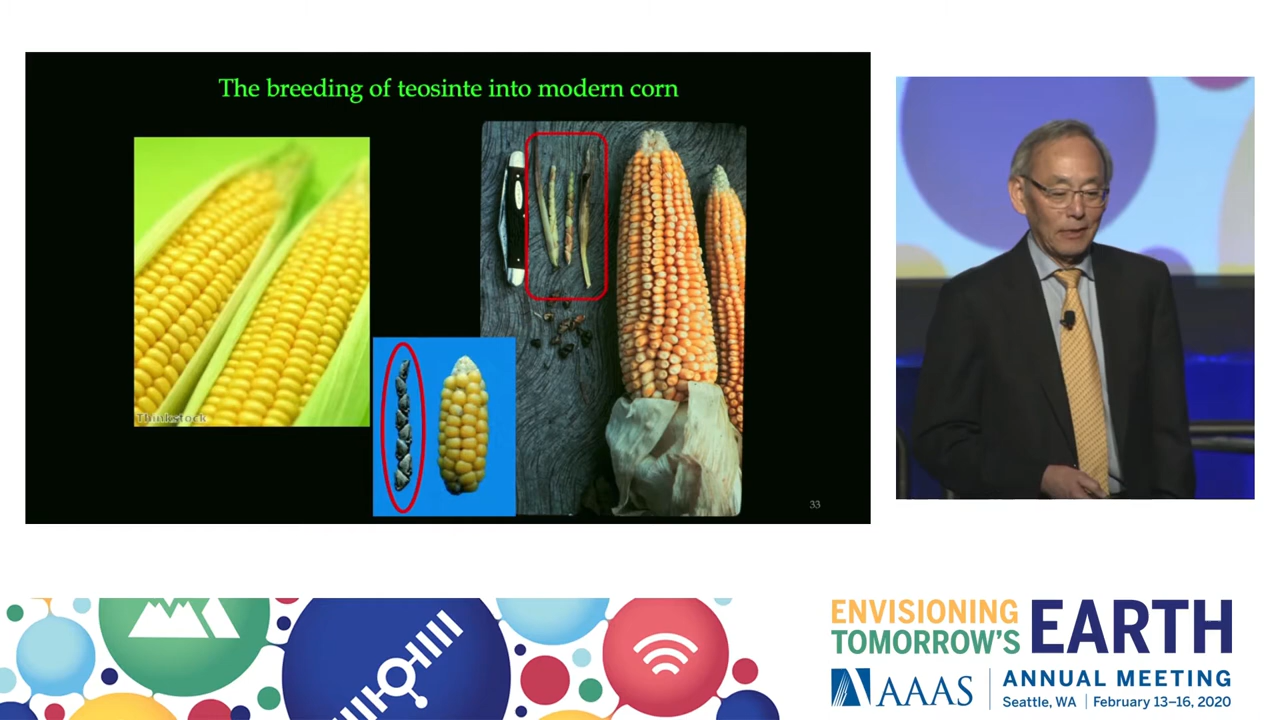 The breeding of teosinte into modern corn
Thinkstock
33
ENVISIONING
TOMORROW'S
EARTH
AAAS
ANNUAL MEETING
Seattle, WA | February 13–16, 2020